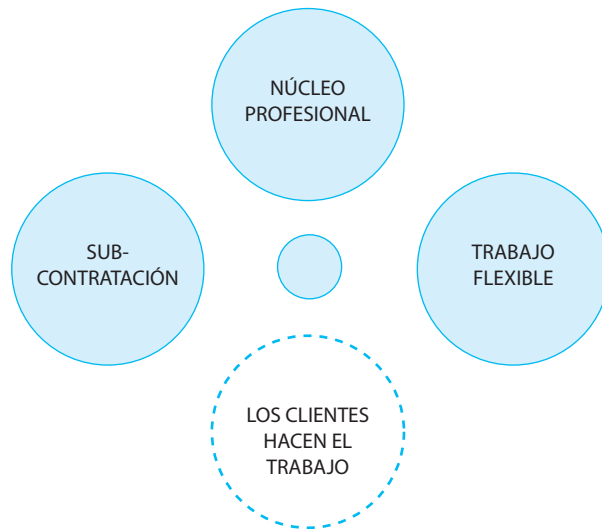 NÚCLEO
PROFESIONAL
SUB-
CONTRATACIÓN
TRABAJO
FLEXIBLE
LOS CLIENTES
HACEN EL
TRABAJO